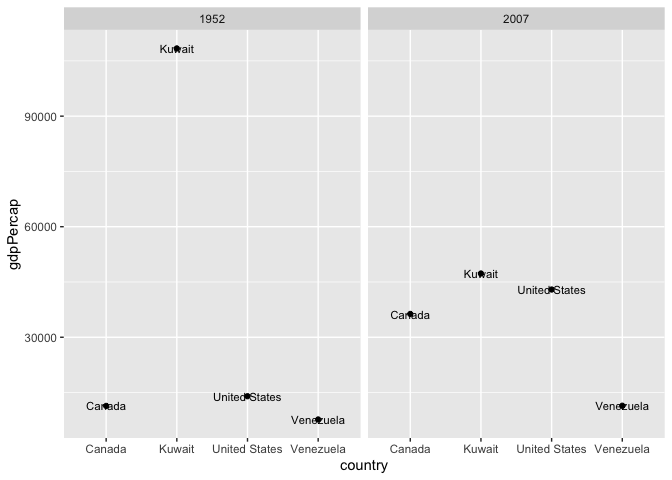 1952
2007
gdpPercap
90000
60000
30000
Kuwait
Canada
United States
Venezuela
Kuwait
United States
Canada
Venezuela
Canada Kuwait United States Venezuela
Canada Kuwait United States Venezuela
country